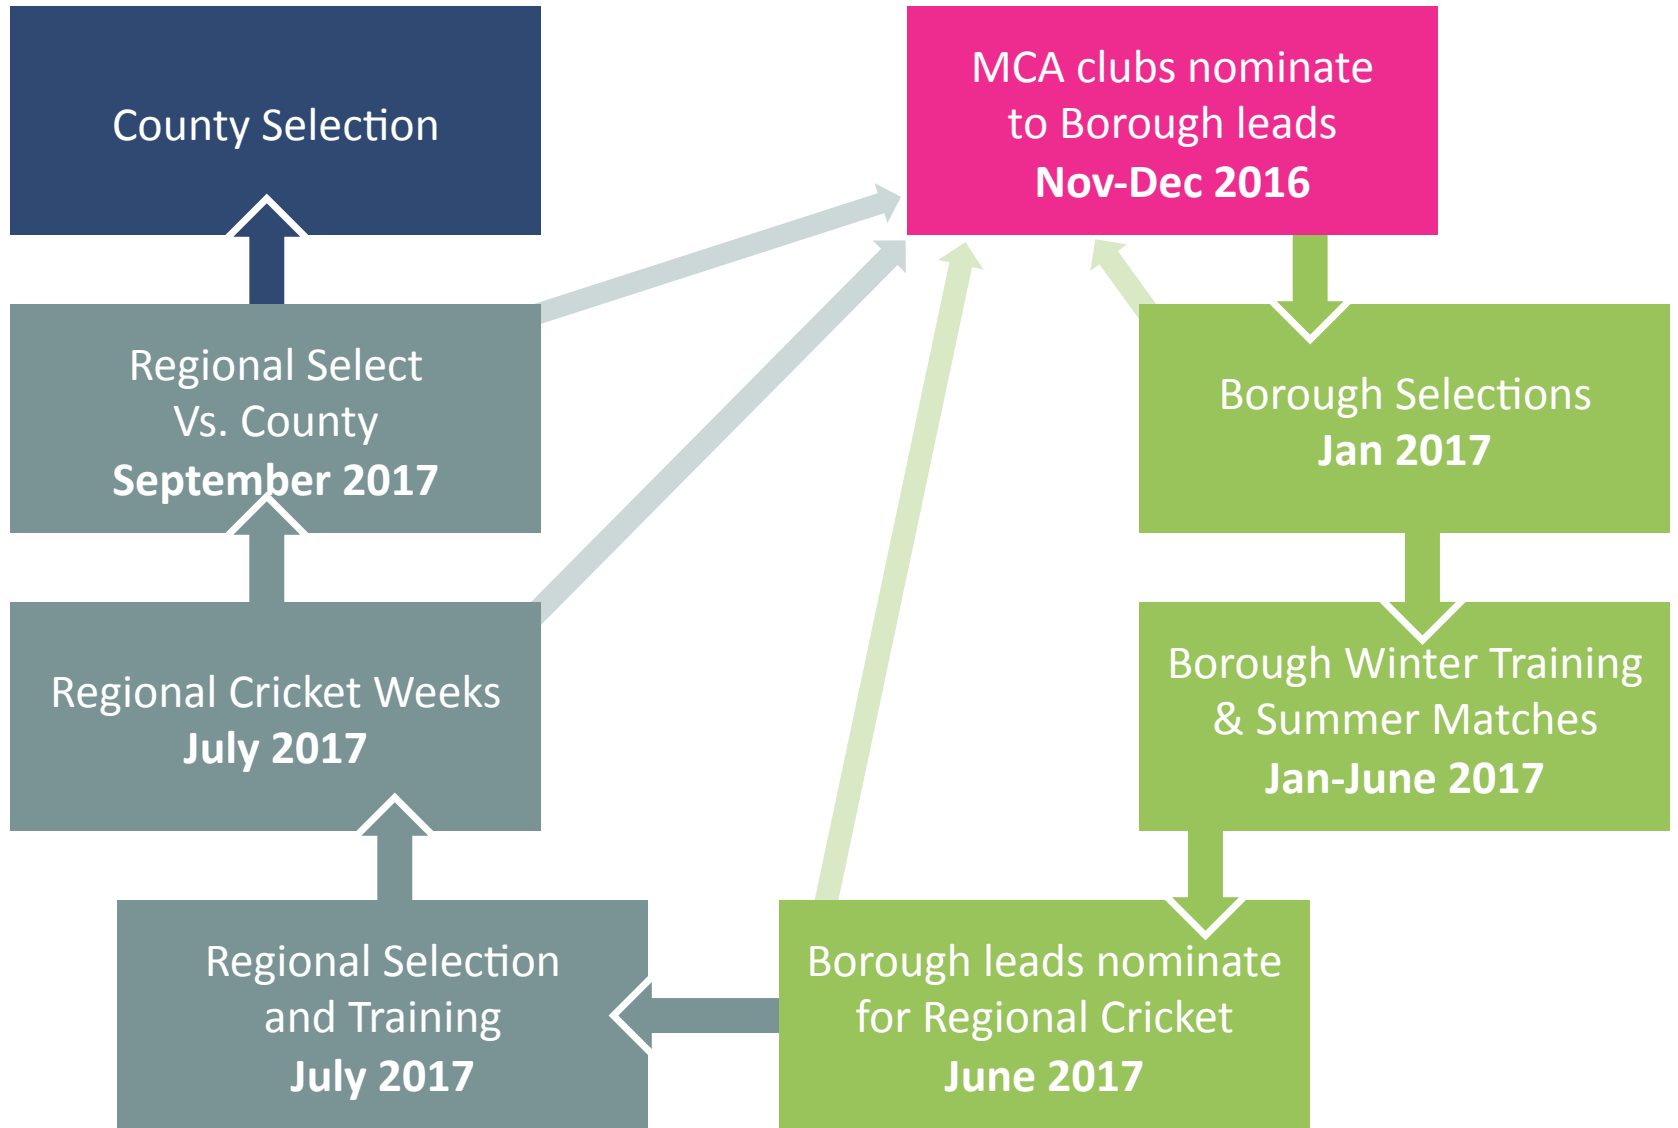 County Selection
MCA clubs nominate
to Borough leads
Nov-Dec 2016
Regional Select
Vs. County
September 2017
Borough Selections
Jan 2017
Regional Cricket Weeks
July 2017
Borough Winter Training
& Summer Matches
Jan-June 2017
Regional Selection
and Training
July 2017
Borough leads nominate
for Regional Cricket
June 2017